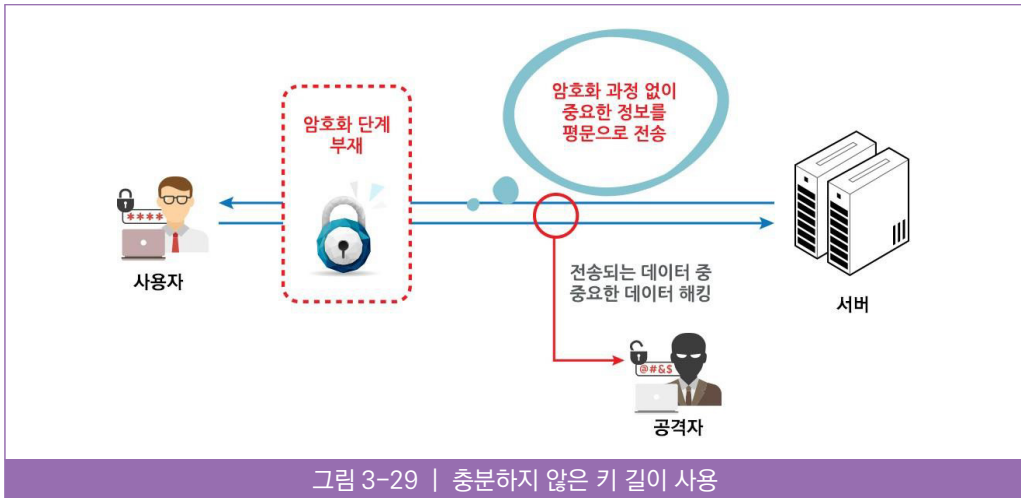 암호화 과정 없이
중요한 정보를
평문으로 전송
암호화 단계
부재
****
사용자
전송되는 데이터 중
중요한 데이터 해킹
서버
@#&$
공격자
그림 3-29 | 충분하지 않은 키 길이 사용